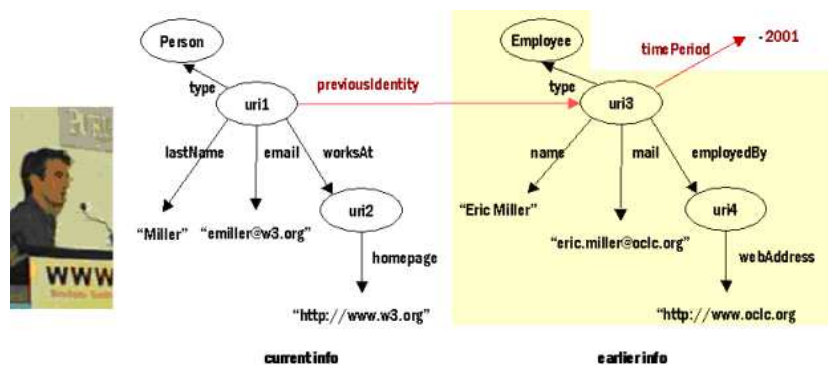 Person
Employee
timePeriod
-2001
type
previousIdentity
type
uri1
uri3
lastName
email
worksAt
name
mail
employedBy
"Miller"
"emiller@w3.org"
uri2
"Eric Miller"
"eric.miller@oclc.org"
uri4
homepage
webAddress
"http://www.w3.org"
"http://www.oclc.org
WWW
current info
earlier info